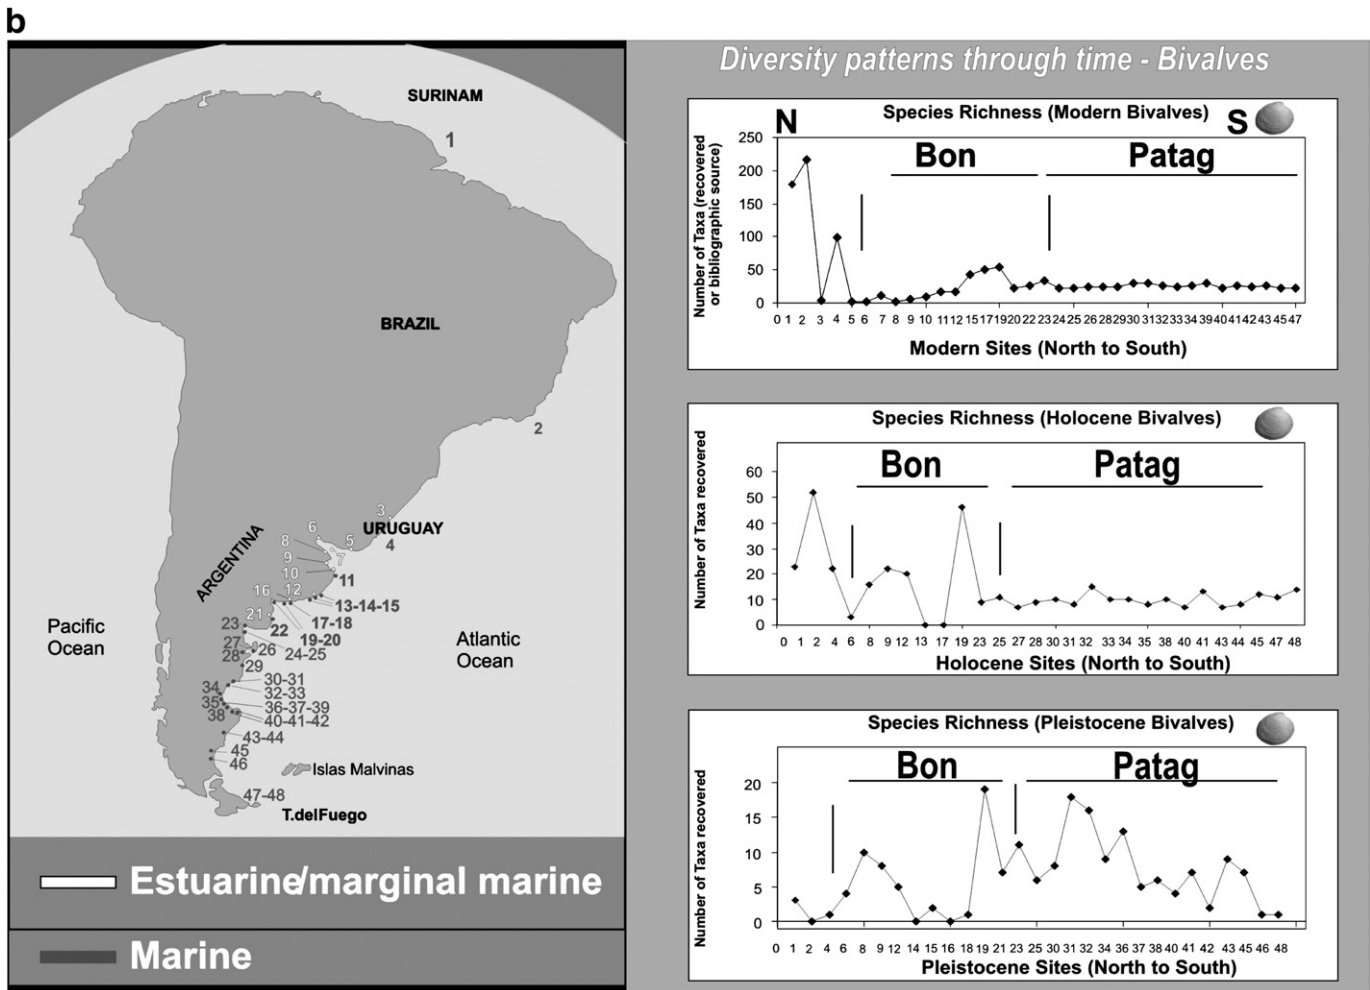 b
SURINAM
1
BRAZIL
2
3
URUGUAY
4
5
6
7
8
9
10
11
ARGENTINA
16
12
13-14-15
17-18
21
22
19-20
23
24-25
26
27
28
29
30-31
32-33
34
35
36-37-39
38
40-41-42
43-44
45
46
47-48
Pacific
Ocean
Atlantic
Ocean
Islas Malvinas
T.delFuego
Estuarine/marginal marine
Marine
Diversity patterns through time - Bivalves
Species Richness (Modern Bivalves)
N
S
Bon
Patag
Number of Taxa (recovered
or bibliographic source)
250
200
150
100
50
0
0 1 2 3 4 5 6 7 8 9 10 11 12 15 17 19 20 22 23 24 25 26 28 29 30 31 32 33 34 39 40 41 42 43 45 47
Modern Sites (North to South)
Species Richness (Holocene Bivalves)
Bon
Patag
Number of Taxa recovered
60
50
40
30
20
10
0
0 1 2 4 6 8 9 12 13 17 19 23 25 27 29 30 31 32 34 35 38 40 41 43 44 45 48
Holocene Sites (North to South)
Species Richness (Pleistocene Bivalves)
Bon
Patag
Number of Taxa recovered
20
15
10
5
0
0 1 2 4 6 8 9 12 14 15 16 18 19 21 23 25 30 31 32 34 36 37 38 40 41 42 43 45 46 48
Pleistocene Sites (North to South)